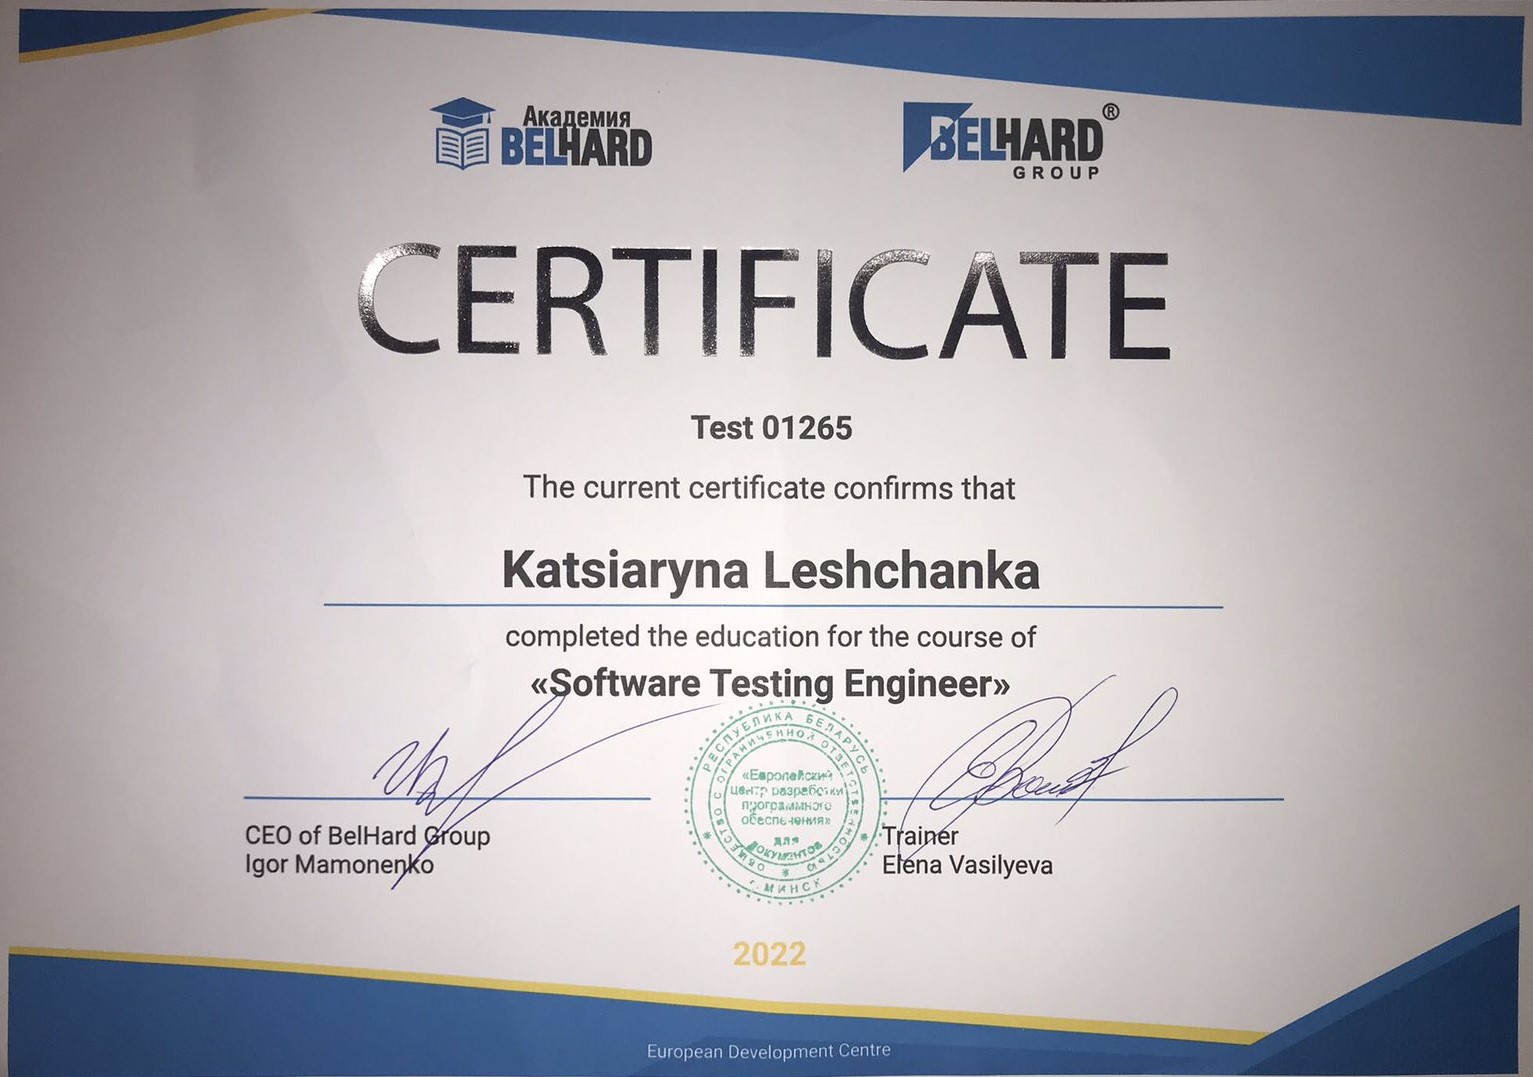 Академия
BELHARD
BELHARD®
GROUP
CERTIFICATE
Test 01265
The current certificate confirms that
Katsiaryna Leshchanka
completed the education for the course of
«Software Testing Engineer»
CEO of BelHard Group
Igor Mamonenko
РЕСПУБЛИКА БЕЛАРУСЬ
ОБЩЕСТВО С ОГРАНИЧЕННОЙ ОТВЕТСТВЕННОСТЬЮ
«Европейский
центр разработки
программного
обеспечения»
ДЛЯ
ДОКУМЕНТОВ
г. МИНСК
Trainer
Elena Vasilyeva
2022
European Development Centre